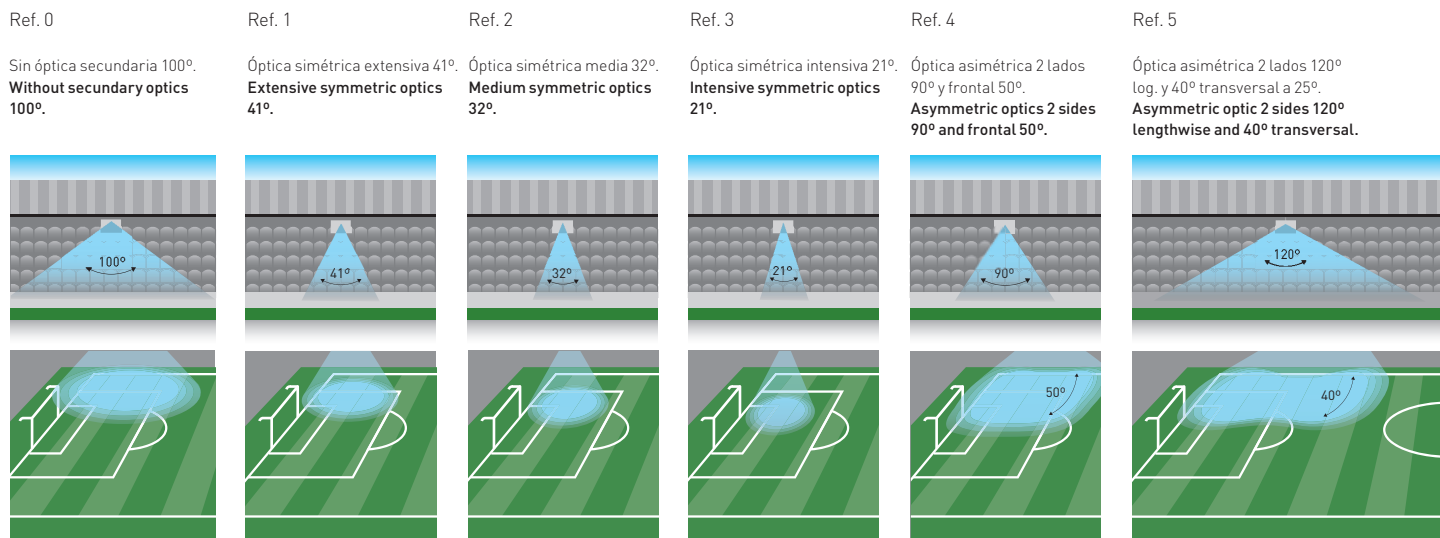 Ref. 0
Sin óptica secundaria 100º.
Without secundary optics
100º.
100º
Ref. 1
Óptica simétrica extensiva 41º.
Extensive symmetric optics
41º.
41º
Ref. 2
Óptica simétrica media 32º.
Medium symmetric optics
32º.
32º
Ref. 3
Óptica simétrica intensiva 21º.
Intensive symmetric optics
21º.
21º
Ref. 4
Óptica asimétrica 2 lados
90º y frontal 50º.
Asymmetric optics 2 sides
90º and frontal 50º.
90º
50º
Ref. 5
Óptica asimétrica 2 lados 120º
log. y 40º transversal a 25º.
Asymmetric optic 2 sides 120º
lengthwise and 40º transversal.
120º
40º